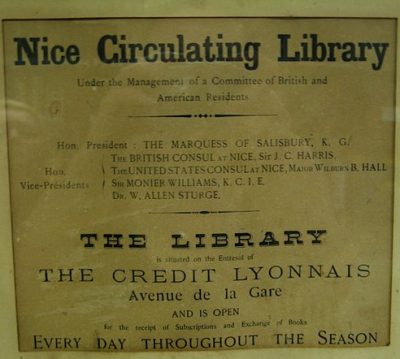 Nice Circulating Library
Under the Management of a Committee of British and
American Residents
Hon. President : THE MARQUESS OF SALISBURY, K. G.
THE BRITISH CONSUL AT NICE, Sir J. C. HARRIS.
Hon. THE UNITED STATES CONSUL AT NICE, MAJOR WILBURN B. HALL
Vice-Présidents SIR MONIER WILLIAMS, K. C. I. E.
DR. W. ALLEN STURGE.
THE LIBRARY
is situated on the Entresol of
THE CREDIT LYONNAIS
Avenue de la Gare
AND IS OPEN
for the receipt of Subscriptions and Exchange of Books
EVERY DAY THROUGHOUT THE SEASON